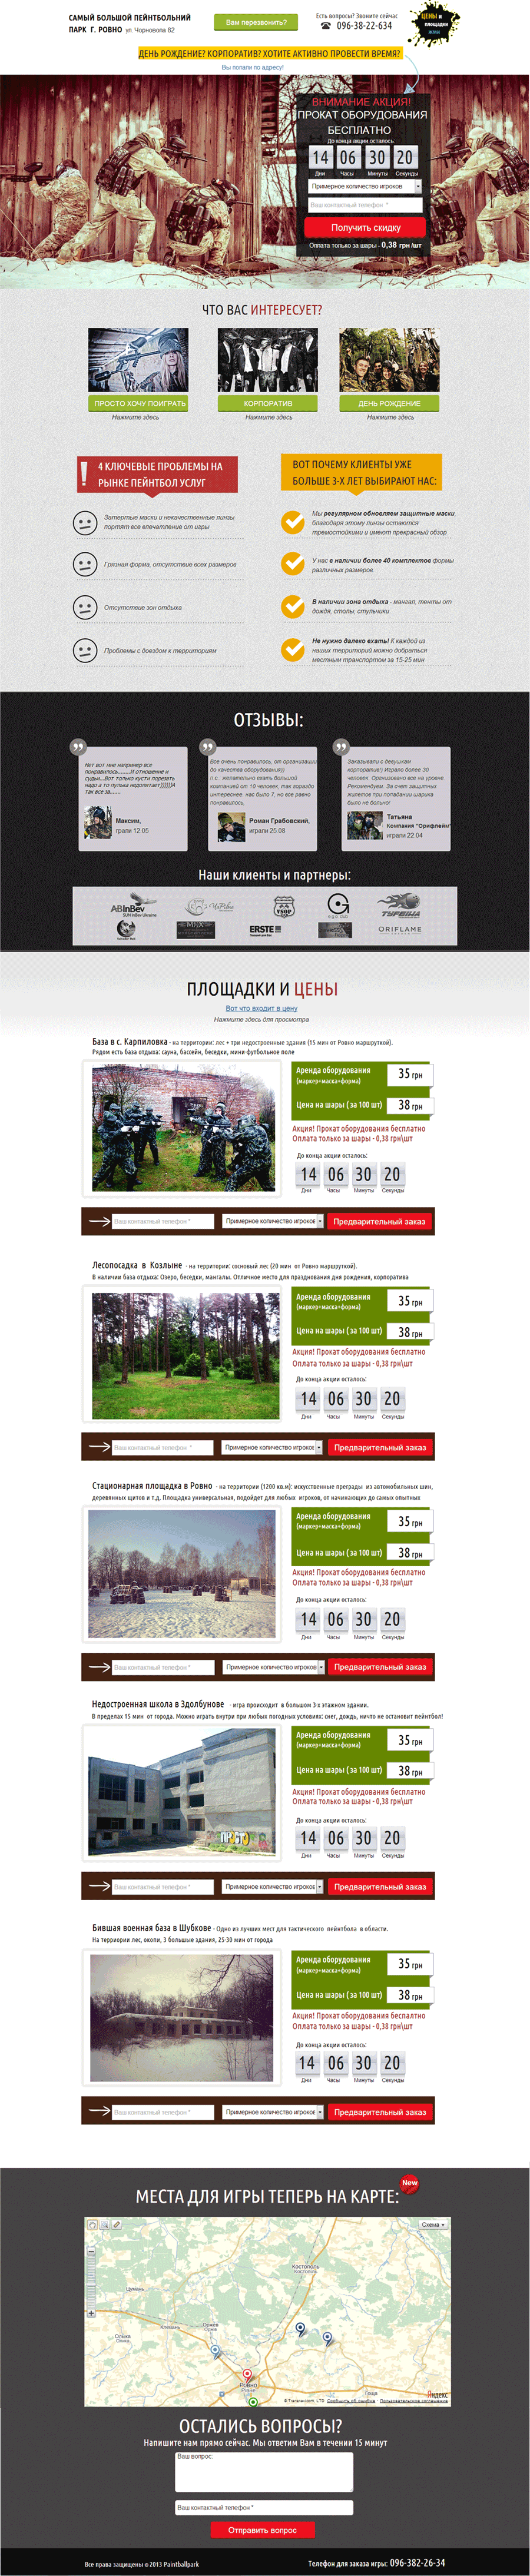 САМЫЙ БОЛЬШОЙ ПЕЙНТБОЛЬНИЙ
ПАРК Г. РОВНО ул. Чорновола 82
Вам перезвонить?
Есть вопросы? Звоните сейчас
096-38-22-634
ЦЕНЫ и
площадки
ДЕНЬ РОЖДЕНИЕ? КОРПОРАТИВ? ХОТИТЕ АКТИВНО ПРОВЕСТИ ВРЕМЯ?
Вы попали по адресу!
ВНИМАНИЕ АКЦИЯ!
ПРОКАТ ОБОРУДОВАНИЯ
БЕСПЛАТНО
До конца акции осталось:
14 06 30 20
Дни Часы Минуты Секунды
Примерное количество игроков
Ваш контактный телефон *
Получить скидку
Оплата только за шары - 0,38 грн /шт
ЧТО ВАС ИНТЕРЕСУЕТ?
ПРОСТО ХОЧУ ПОИГРАТЬ
КОРПОРАТИВ
ДЕНЬ РОЖДЕНИЕ
Нажмите здесь
Нажмите здесь
Нажмите здесь
! 4 КЛЮЧЕВЫЕ ПРОБЛЕМЫ НА
РЫНКЕ ПЕЙНТБОЛ УСЛУГ
Затертые маски и некачественные линзы
портят все впечатление от игры
Грязная форма, отсутствие всех размеров
Отсутствие зон отдыха
Проблемы с доездом к территориям
ВОТ ПОЧЕМУ КЛИЕНТЫ УЖЕ
БОЛЬШЕ 3-Х ЛЕТ ВЫБИРАЮТ НАС:
Мы регулярном обновляем защитные маски,
благодаря этому линзы остаются
термостойкими и имеют прекрасный обзор
У нас в наличии более 40 комплектов формы
различных размеров.
В наличии зона отдыха - мангал, тенты от
дождя, столы, стульчики
Не нужно далеко ехать! К каждой из
наших территорий можно добраться
местным транспортом за 15-25 мин
ОТЗЫВЫ:
Нет вот мне например все
понравилось.........И отношение и
судьи....Вот только кусти порезать
надо а то пулька недолитает)))))))А
так все за.......
Максим,
грали 12.05
Все очень понравилось, от организации
до качества оборудования))
п.с.: желательно ехать большой
компанией от 10 человек, так гораздо
интереснее. нас было 7, но все равно
понравилось,
Роман Грабовский,
играли 25.08
Заказывали с девушкам
корпоратив!) Играло более 30
человек. Организовано все на уровне.
Рекомендуем. За счет защитных
жилетов при попадании шарика
было не больно!
Татьяна
Компания "Орифлейм"
играли 22.04
Наши клиенты и партреры:
ABInBev
SUN InBev Ukraine
YSOP
ERSTE
ORIFLAME
ПЛОЩАДКИ И ЦЕНЫ
Вот что входит в цену
Нажмите здесь для просмотра
База в с. Карпиловка - на территории: лес + три недостроенные здания (15 мин от Ровно маршруткой).
Рядом есть база отдыха: сауна, бассейн, беседки, мини-футбольное поле
Аренда оборудования
(маркер+маска+форма)
35 грн
Цена на шары ( за 100 шт)
38 грн
Акция! Прокат оборудования бесплатно
Оплата только за шары - 0,38 грн\шт
До конца акции осталось:
14 06 30 20
Дни Часы Минуты Секунды
Ваш контактный телефон *
Примерное количество игроков
Предварительный заказ
Лесопосадка в Козлыне - на территории: сосновый лес (20 мин от Ровно маршруткой).
В наличии база отдыха: Озеро, беседки, мангалы. Отличное место для празднования дня рождения, корпоратива
Аренда оборудования
(маркер+маска+форма)
35 грн
Цена на шары ( за 100 шт)
38 грн
Акция! Прокат оборудования бесплатно
Оплата только за шары - 0,38 грн\шт
До конца акции осталось:
14 06 30 20
Дни Часы Минуты Секунды
Ваш контактный телефон *
Примерное количество игроков
Предварительный заказ
Стационарная площадка в Ровно - на территории (1200 кв.м): искусственные преграды из автомобильных шин,
деревянных щитов и т.д. Площадка универсальная, подойдет для любых игроков, от начинающих до самых опытных
Аренда оборудования
(маркер+маска+форма)
35 грн
Цена на шары ( за 100 шт)
38 грн
Акция! Прокат оборудования бесплатно
Оплата только за шары - 0,38 грн\шт
До конца акции осталось:
14 06 30 20
Дни Часы Минуты Секунды
Ваш контактный телефон *
Примерное количество игроков
Предварительный заказ
Недостроенная школа в Здолбунове - игра происходит в большом 3-х этажном здании.
В пределах 15 мин от города. Можно играть внутри при любых погодных условиях: снег, дождь, ничто не остановит пейнтбол!
Аренда оборудования
(маркер+маска+форма)
35 грн
Цена на шары ( за 100 шт)
38 грн
Акция! Прокат оборудования бесплатно
Оплата только за шары - 0,38 грн\шт
До конца акции осталось:
14 06 30 20
Дни Часы Минуты Секунды
Ваш контактный телефон *
Примерное количество игроков
Предварительный заказ
Бившая военная база в Шубкове - Одно из лучших мест для тактического пейнтбола в области.
На терриории лес, окопи, 3 большые здания, 25-30 мин от города
Аренда оборудования
(маркер+маска+форма)
35 грн
Цена на шары ( за 100 шт)
38 грн
Акция! Прокат оборудования беспалтно
Оплата только за шары - 0,38 грн\шт
До конца акции осталось:
14 06 30 20
Дни Часы Минуты Секунды
Ваш контактный телефон *
Примерное количество игроков
Предварительный заказ
МЕСТА ДЛЯ ИГРЫ ТЕПЕРЬ НА КАРТЕ:
New
Схема
Костополь
Костопіль
Цумань
Клевань
Оржев
Оржів
Олыка
Олика
Ровно
Рівне
Гоща
Яндекс
Сообщить об ошибке
Пользовательское соглашение
ОСТАЛИСЬ ВОПРОСЫ?
Напишите нам прямо сейчас. Мы ответим Вам в течении 15 минут
Ваш вопрос:
Ваш контактный телефон *
Отправить вопрос
Все права защищены © 2013 Paintballpark
Телефон для заказа игры: 096-382-26-34